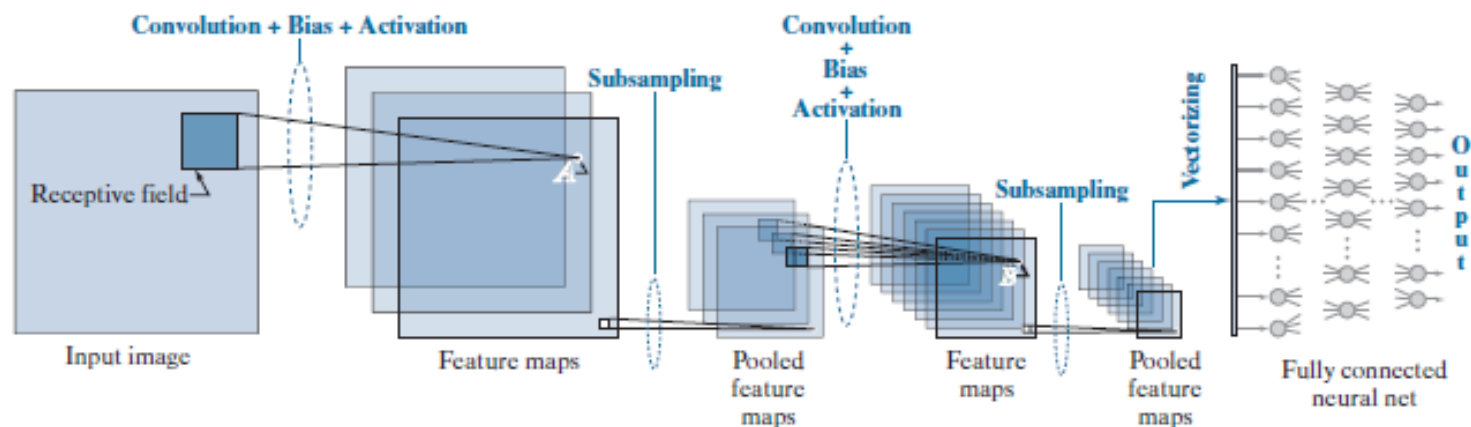 Convolution + Bias + Activation
Receptive field
Input image
A
Feature maps
Subsampling
Pooled
feature
maps
Convolution
+
Bias
+
Activation
B
Feature
maps
Subsampling
Pooled
feature
maps
Vectorizing
Fully connected
neural net
Output